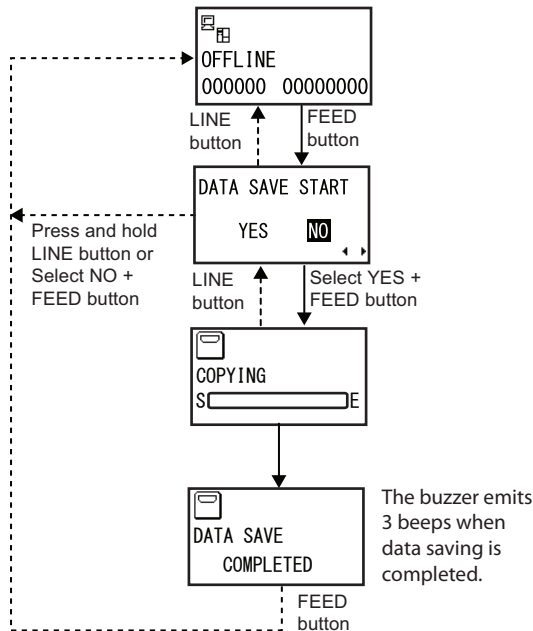 OFFLINE
000000 00000000
LINE
button
FEED
button
DATA SAVE START
YES NO
Press and hold
LINE button or
Select NO +
FEED button
LINE
button
Select YES +
FEED button
COPYING
S E
DATA SAVE
COMPLETED
The buzzer emits
3 beeps when
data saving is
completed.
FEED
button